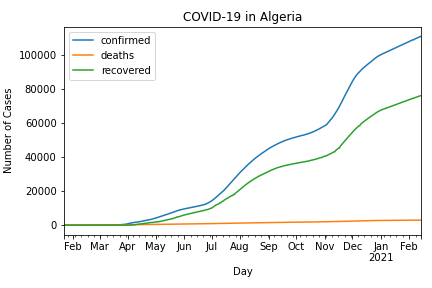 COVID-19 in Algeria
confirmed
deaths
recovered
Number of Cases
100000
80000
60000
40000
20000
0
Feb Mar Apr May Jun Jul Aug Sep Oct Nov Dec Jan Feb
2021
Day